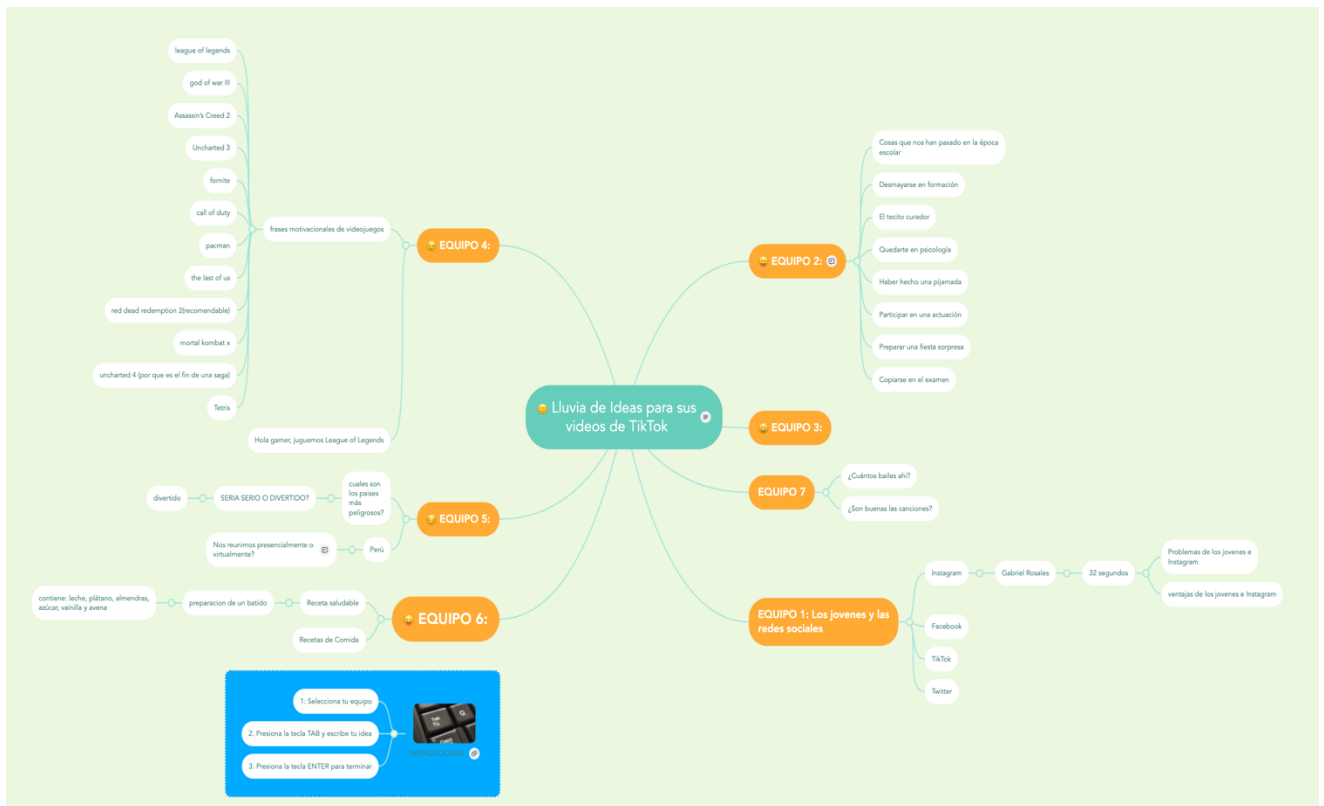 Lluvia de Ideas para sus
videos de TikTok
EQUIPO 4:
frases motivacionales de videojuegos
league of legends
god of war III
Assassin's Creed 2
Uncharted 3
fornite
call of duty
pacman
the last of us
red dead redemption 2(recomendable)
mortal kombat x
uncharted 4 (por que es el fin de una saga)
Tetris
Hola gamer, juguemos League of Legends
EQUIPO 5:
cuales son
los países
más
peligrosos?
SERIA SERIO O DIVERTIDO?
divertido
Perú
Nos reunimos presencialmente o
virtualmente?
EQUIPO 6:
Receta saludable
preparacion de un batido
contiene: leche, plátano, almendras,
azúcar, vainilla y avena
Recetas de Comida
INSTRUCCIONES
1: Selecciona tu equipo
2. Presiona la tecla TAB y escribe tu idea
3. Presiona la tecla ENTER para terminar
Tab
Q
EQUIPO 2:
Cosas que nos han pasado en la época
escolar
Desmayarse en formación
El tecito curador
Quedarte en psicología
Haber hecho una pijamada
Participar en una actuación
Preparar una fiesta sorpresa
Copiarse en el examen
EQUIPO 3:
EQUIPO 7
¿Cuántos bailes ahi?
¿Son buenas las canciones?
EQUIPO 1: Los jovenes y las
redes sociales
Instagram
Gabriel Rosales
32 segundos
Problemas de los jovenes e
Instagram
ventajas de los jovenes e Instagram
Facebook
TikTok
Twitter